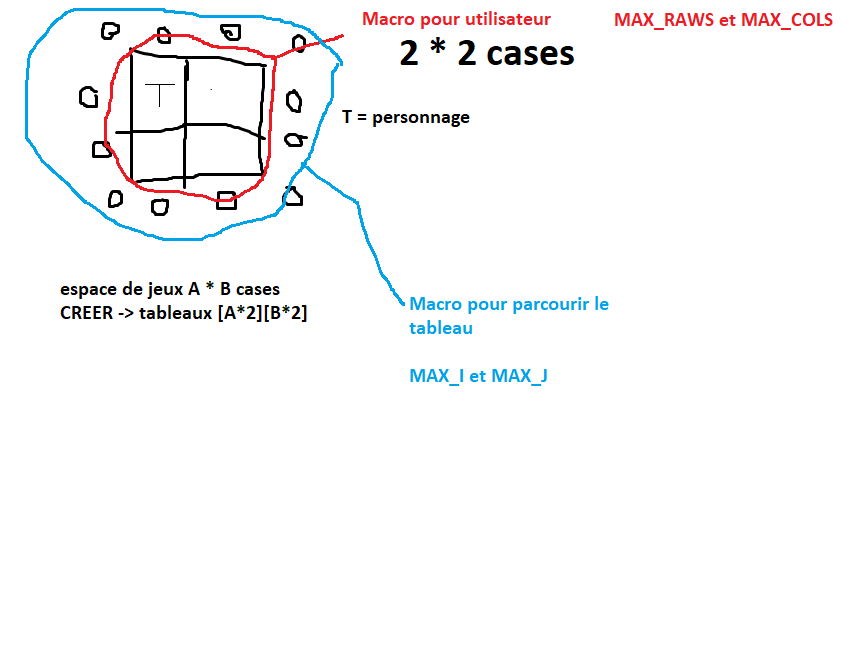 Macro pour utilisateur
MAX_RAWS et MAX_COLS
2 * 2 cases
T
T = personnage
espace de jeux A * B cases
CREER -> tableaux [A*2][B*2]
Macro pour parcourir le
tableau
MAX_I et MAX_J